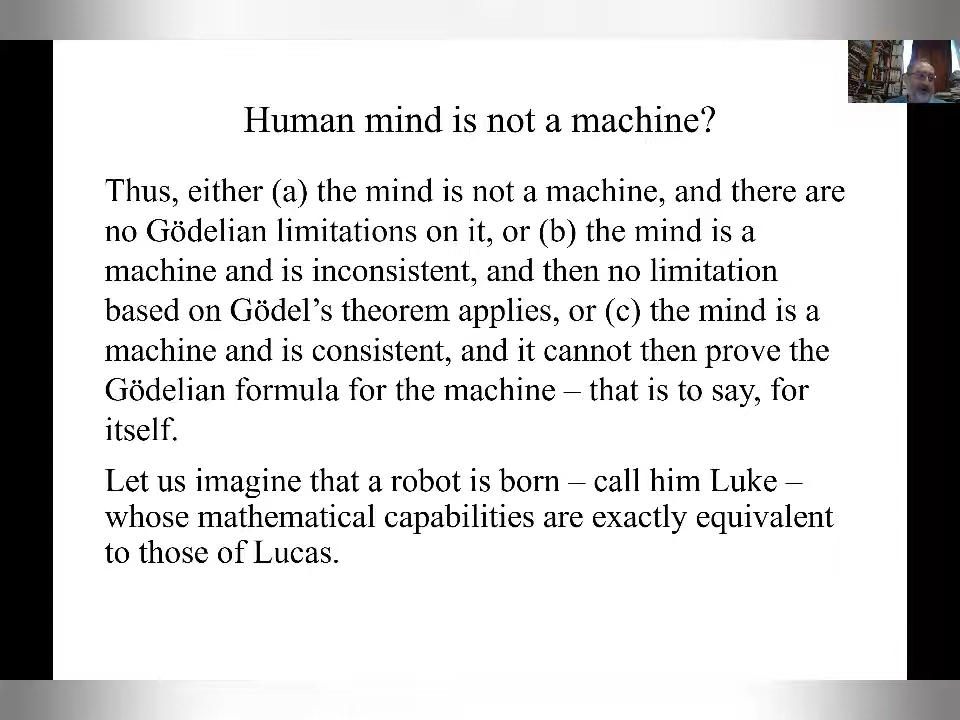 Human mind is not a machine?
Thus, either (a) the mind is not a machine, and there are
no Gödelian limitations on it, or (b) the mind is a
machine and is inconsistent, and then no limitation
based on Gödel’s theorem applies, or (c) the mind is a
machine and is consistent, and it cannot then prove the
Gödelian formula for the machine – that is to say, for
itself.
Let us imagine that a robot is born – call him Luke –
whose mathematical capabilities are exactly equivalent
to those of Lucas.